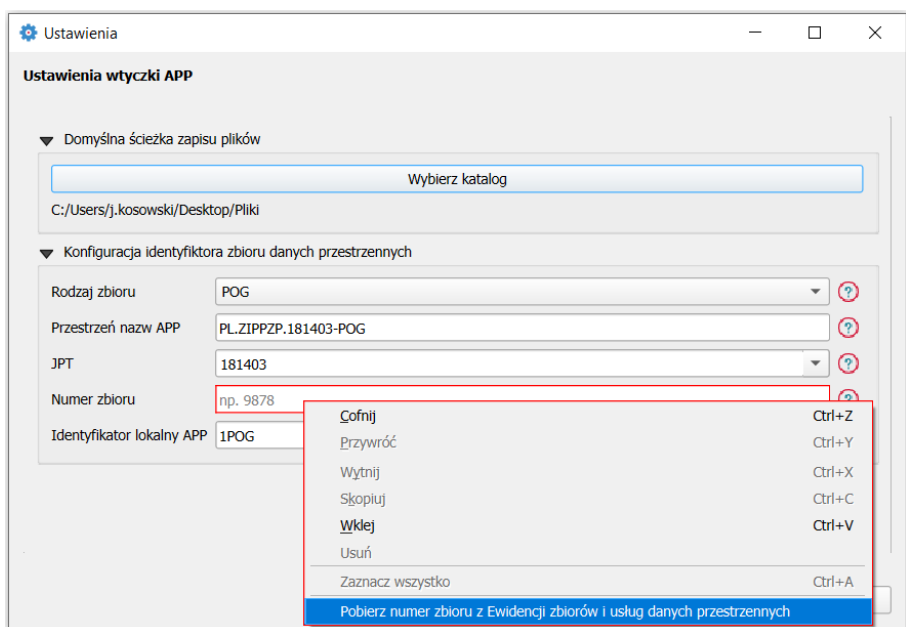 Ustawienia
Ustawienia wtyczki APP
Domyślna ścieżka zapisu plików
Wybierz katalog
C:/Users/j.kosowski/Desktop/Pliki
Konfiguracja identyfiktora zbioru danych przestrzennych
Rodzaj zbioru POG
Przestrzeń nazw APP PL.ZIPPZP.181403-POG
JPT 181403
Numer zbioru np. 9878
Identyfikator lokalny APP 1POG
Cofnij Ctrl+Z
Przywróć Ctrl+Y
Wytnij Ctrl+X
Skopiuj Ctrl+C
Wklej Ctrl+V
Usuń
Zaznacz wszystko Ctrl+A
Pobierz numer zbioru z Ewidencji zbiorów i usług danych przestrzennych